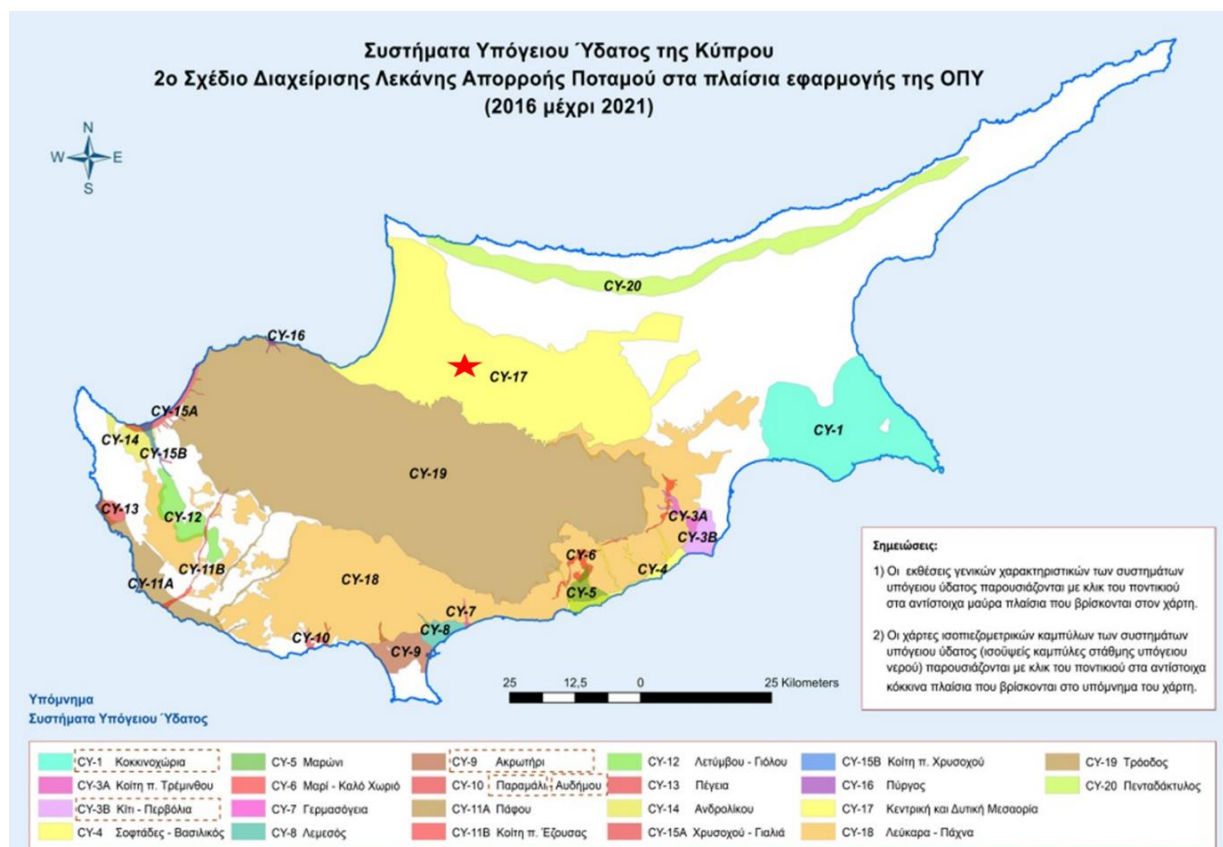 Συστήματα Υπόγειου Ύδατος της Κύπρου
2ο Σχέδιο Διαχείρισης Λεκάνης Απορροής Ποταμού στα πλαίσια εφαρμογής της ΟΠΥ
(2016 μέχρι 2021)
N
W E
S
CY-20
CY-16
CY-17
CY-15A
CY-14
CY-15B
CY-1
CY-19
CY-13
CY-12
CY-3A
CY-3B
CY-6
CY-11B
CY-4
CY-11A
CY-18
CY-5
CY-7
CY-8
CY-10
CY-9
Σημειώσεις:
1) Οι εκθέσεις γενικών χαρακτηριστικών των συστημάτων
υπόγειου ύδατος παρουσιάζονται με κλικ του ποντικιού
στα αντίστοιχα μαύρα πλαίσια που βρίσκονται στον χάρτη.
2) Οι χάρτες ισοπιεζομετρικών καμπύλων των συστημάτων
υπόγειου ύδατος (ισοϋψείς καμπύλες στάθμης υπόγειου
νερού) παρουσιάζονται με κλικ του ποντικιού στα αντίστοιχα
κόκκινα πλαίσια που βρίσκονται στο υπόμνημα του χάρτη.
25 12,5 0 25 Kilometers
Υπόμνημα
Συστήματα Υπόγειου Ύδατος
CY-1 Κοκκινοχώρια
CY-3A Κοίτη π. Τρέμινθου
CY-3B Κίτι - Περβόλια
CY-4 Σοφτάδες - Βασιλικός
CY-5 Μαρώνι
CY-6 Μαρί - Καλό Χωριό
CY-7 Γερμασόγεια
CY-8 Λεμεσός
CY-9 Ακρωτήρι
CY-10 Παραμάλι - Αυδήμου
CY-11A Πάφου
CY-11B Κοίτη π. Έζουσας
CY-12 Λετύμβου - Γιόλου
CY-13 Πέγεια
CY-14 Ανδρολίκου
CY-15A Χρυσοχού - Γιαλιά
CY-15B Κοίτη π. Χρυσοχού
CY-16 Πύργος
CY-17 Κεντρική και Δυτική Μεσαορία
CY-18 Λεύκαρα - Πάχνα
CY-19 Τρόοδος
CY-20 Πενταδάκτυλος